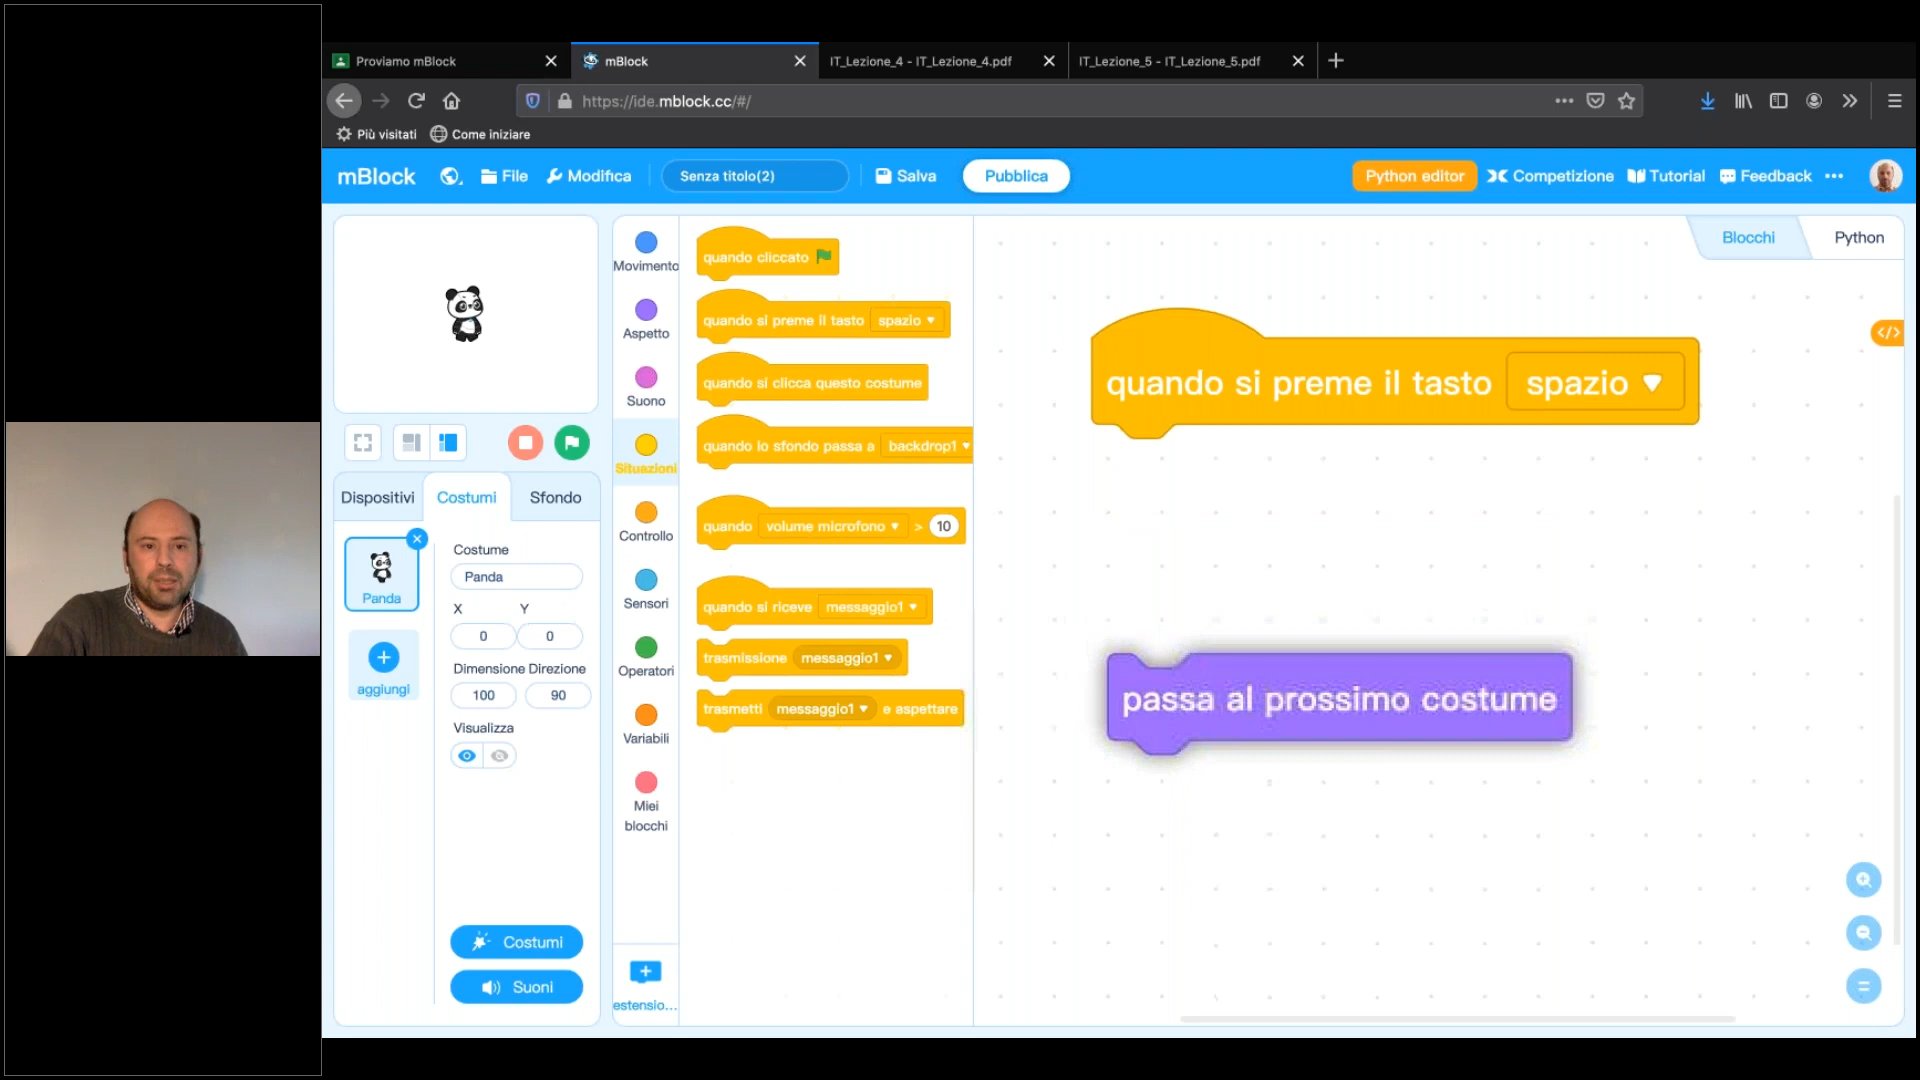 Proviamo mBlock
mBlock
IT_Lezione_4 - IT_Lezione_4.pdf
IT_Lezione_5 - IT_Lezione_5.pdf
https://ide.mblock.cc/#/
Più visitati
Come iniziare
mBlock
File
Modifica
Senza titolo(2)
Salva
Pubblica
Python editor
Competizione
Tutorial
Feedback
Blocchi
Python
Movimento
Aspetto
Suono
Situazioni
Controllo
Sensori
Operatori
Variabili
Miei
blocchi
estensio...
quando cliccato
quando si preme il tasto spazio
quando si clicca questo costume
quando lo sfondo passa a backdrop1
quando volume microfono > 10
quando si riceve messaggio1
trasmissione messaggio1
trasmetti messaggio1 e aspettare
quando si preme il tasto spazio
passa al prossimo costume
Dispositivi
Costumi
Sfondo
Panda
aggiungi
Costume
Panda
X Y
0 0
Dimensione Direzione
100 90
Visualizza
Costumi
Suoni